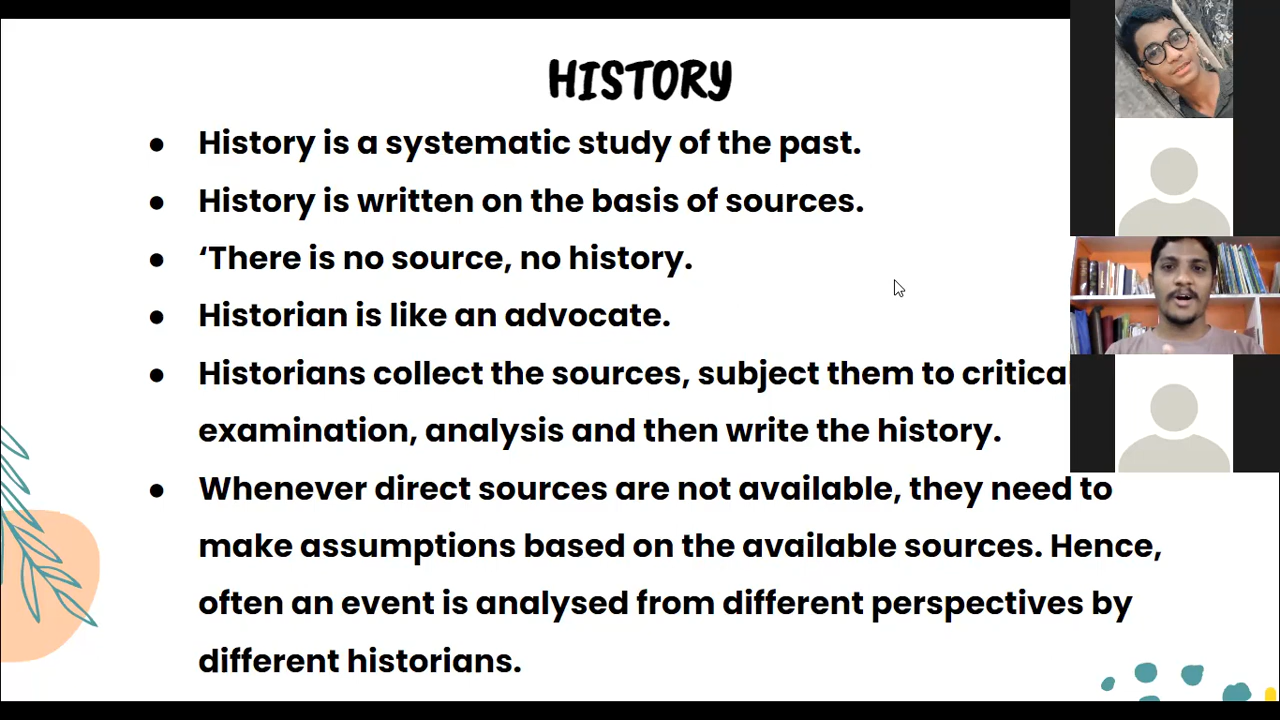 HISTORY
● History is a systematic study of the past.
● History is written on the basis of sources.
● ‘There is no source, no history.
● Historian is like an advocate.
● Historians collect the sources, subject them to critical
examination, analysis and then write the history.
● Whenever direct sources are not available, they need to
make assumptions based on the available sources. Hence,
often an event is analysed from different perspectives by
different historians.